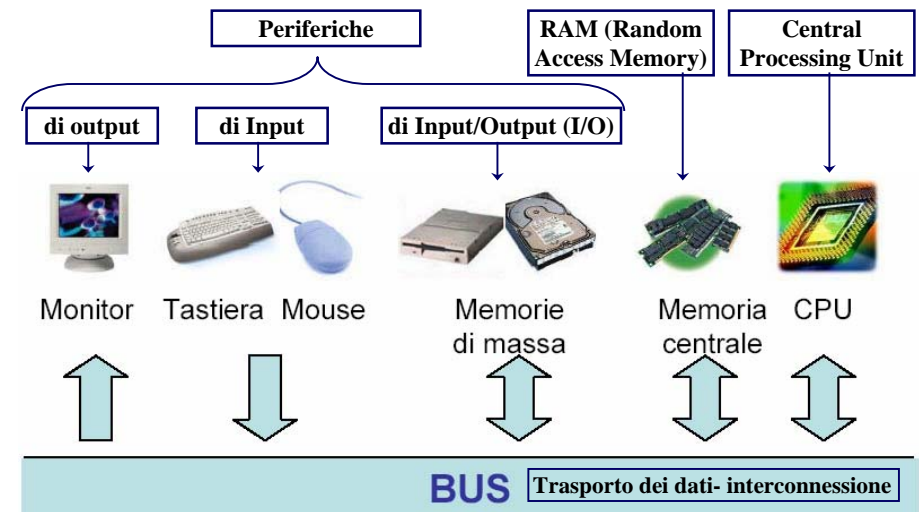 Periferiche
RAM (Random
Access Memory)
Central
Processing Unit
di output
di Input
di Input/Output (I/O)
Monitor
Tastiera
Mouse
Memorie
di massa
Memoria
centrale
CPU
BUS
Trasporto dei dati- interconnessione